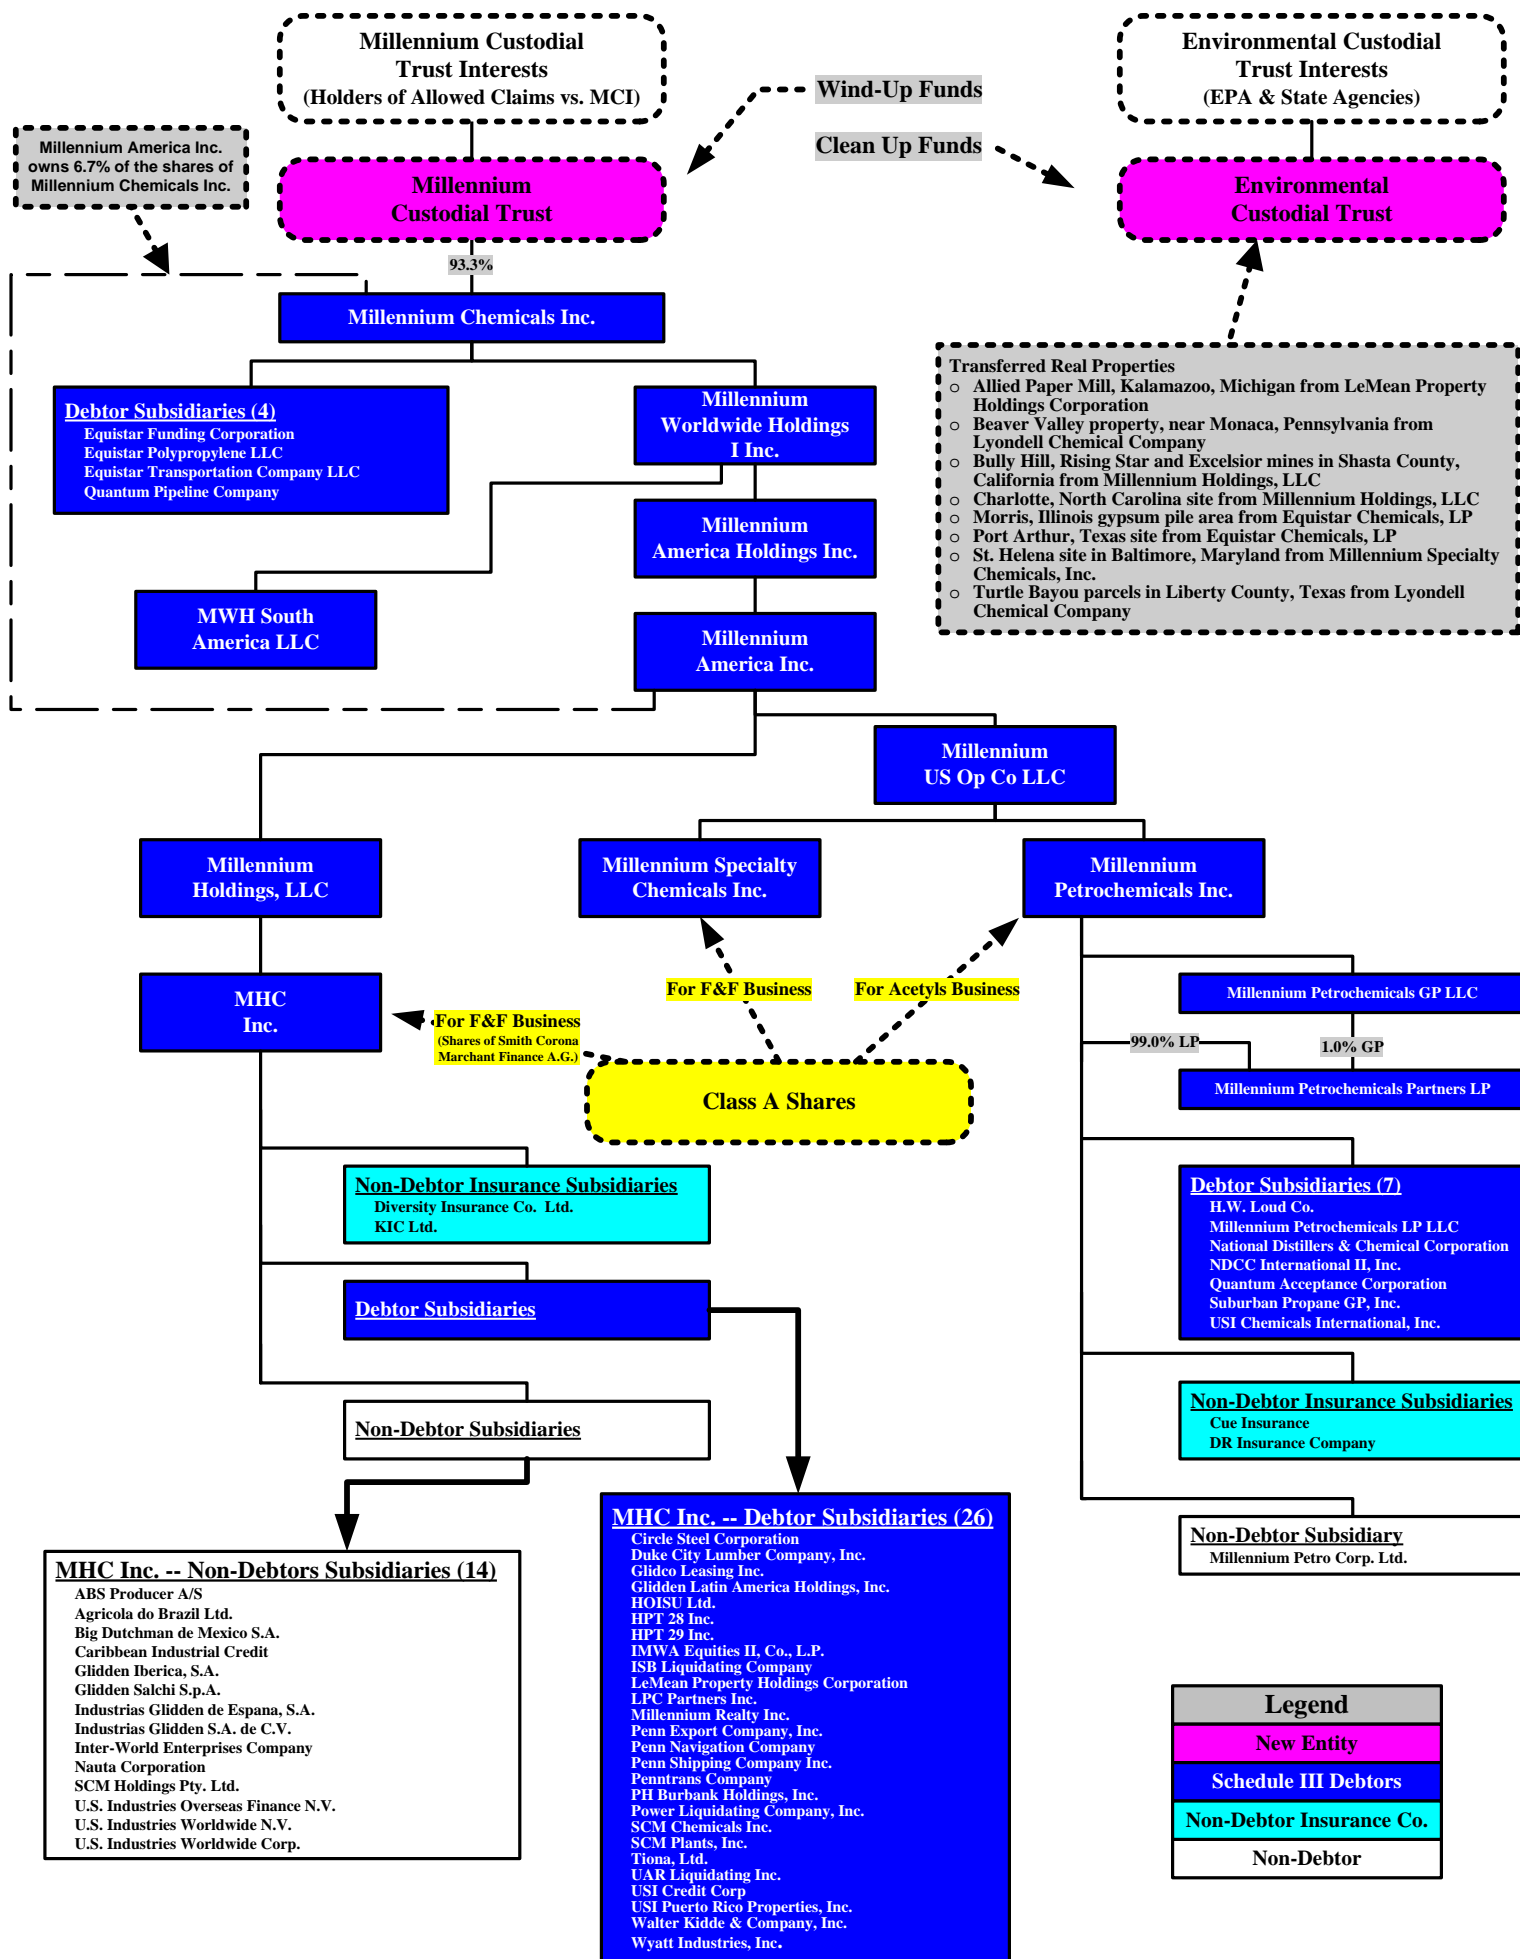 Millennium Custodial
Trust Interests
(Holders of Allowed Claims vs. MCI)
Environmental Custodial
Trust Interests
(EPA & State Agencies)
Wind-Up Funds
Clean Up Funds
Millennium America Inc.
owns 6.7% of the shares of
Millennium Chemicals Inc.
Millennium
Custodial Trust
Environmental
Custodial Trust
93.3%
Millennium Chemicals Inc.
Transferred Real Properties
o Allied Paper Mill, Kalamazoo, Michigan from LeMean Property
Holdings Corporation
o Beaver Valley property, near Monaca, Pennsylvania from
Lyondell Chemical Company
o Bully Hill, Rising Star and Excelsior mines in Shasta County,
California from Millennium Holdings, LLC
o Charlotte, North Carolina site from Millennium Holdings, LLC
o Morris, Illinois gypsum pile area from Equistar Chemicals, LP
o Port Arthur, Texas site from Equistar Chemicals, LP
o St. Helena site in Baltimore, Maryland from Millennium Specialty
Chemicals, Inc.
o Turtle Bayou parcels in Liberty County, Texas from Lyondell
Chemical Company
Debtor Subsidiaries (4)
Equistar Funding Corporation
Equistar Polypropylene LLC
Equistar Transportation Company LLC
Quantum Pipeline Company
Millennium
Worldwide Holdings
I Inc.
Millennium
America Holdings Inc.
MWH South
America LLC
Millennium
America Inc.
Millennium
US Op Co LLC
Millennium
Holdings, LLC
Millennium Specialty
Chemicals Inc.
Millennium
Petrochemicals Inc.
MHC
Inc.
For F&F Business
(Shares of Smith Corona
Marchant Finance A.G.)
For F&F Business
For Acetyls Business
Class A Shares
Millennium Petrochemicals GP LLC
99.0% LP
1.0% GP
Millennium Petrochemicals Partners LP
Non-Debtor Insurance Subsidiaries
Diversity Insurance Co. Ltd.
KIC Ltd.
Debtor Subsidiaries
Non-Debtor Subsidiaries
Debtor Subsidiaries (7)
H.W. Loud Co.
Millennium Petrochemicals LP LLC
National Distillers & Chemical Corporation
NDCC International II, Inc.
Quantum Acceptance Corporation
Suburban Propane GP, Inc.
USI Chemicals International, Inc.
Non-Debtor Insurance Subsidiaries
Cue Insurance
DR Insurance Company
Non-Debtor Subsidiary
Millennium Petro Corp. Ltd.
MHC Inc. -- Non-Debtors Subsidiaries (14)
ABS Producer A/S
Agricola do Brazil Ltd.
Big Dutchman de Mexico S.A.
Caribbean Industrial Credit
Glidden Iberica, S.A.
Glidden Salchi S.p.A.
Industrias Glidden de Espana, S.A.
Industrias Glidden S.A. de C.V.
Inter-World Enterprises Company
Nauta Corporation
SCM Holdings Pty. Ltd.
U.S. Industries Overseas Finance N.V.
U.S. Industries Worldwide N.V.
U.S. Industries Worldwide Corp.
MHC Inc. -- Debtor Subsidiaries (26)
Circle Steel Corporation
Duke City Lumber Company, Inc.
Glidco Leasing Inc.
Glidden Latin America Holdings, Inc.
HOISU Ltd.
HPT 28 Inc.
HPT 29 Inc.
IMWA Equities II, Co., L.P.
ISB Liquidating Company
LeMean Property Holdings Corporation
LPC Partners Inc.
Millennium Realty Inc.
Penn Export Company, Inc.
Penn Navigation Company
Penn Shipping Company Inc.
Penntrans Company
PH Burbank Holdings, Inc.
Power Liquidating Company, Inc.
SCM Chemicals Inc.
SCM Plants, Inc.
Tiona, Ltd.
UAR Liquidating Inc.
USI Credit Corp
USI Puerto Rico Properties, Inc.
Walter Kidde & Company, Inc.
Wyatt Industries, Inc.
Legend
New Entity
Schedule III Debtors
Non-Debtor Insurance Co.
Non-Debtor